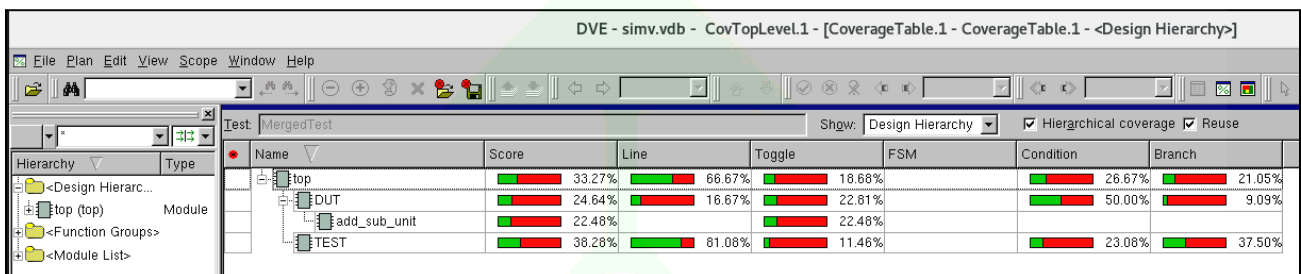 DVE - simv.vdb - CovTopLevel.1 - [CoverageTable.1 - CoverageTable.1 - <Design Hierarchy>]
File Plan Edit View Scope Window Help
Test: MergedTest Show: Design Hierarchy Hierarchical coverage Reuse
*
Hierarchy Type
<Design Hierarc...
top (top) Module
<Function Groups>
<Module List>
Name Score Line Toggle FSM Condition Branch
top 33.27% 66.67% 18.68% 26.67% 21.05%
DUT 24.64% 16.67% 22.81% 50.00% 9.09%
add_sub_unit 22.48% 22.48%
TEST 38.28% 81.08% 11.46% 23.08% 37.50%